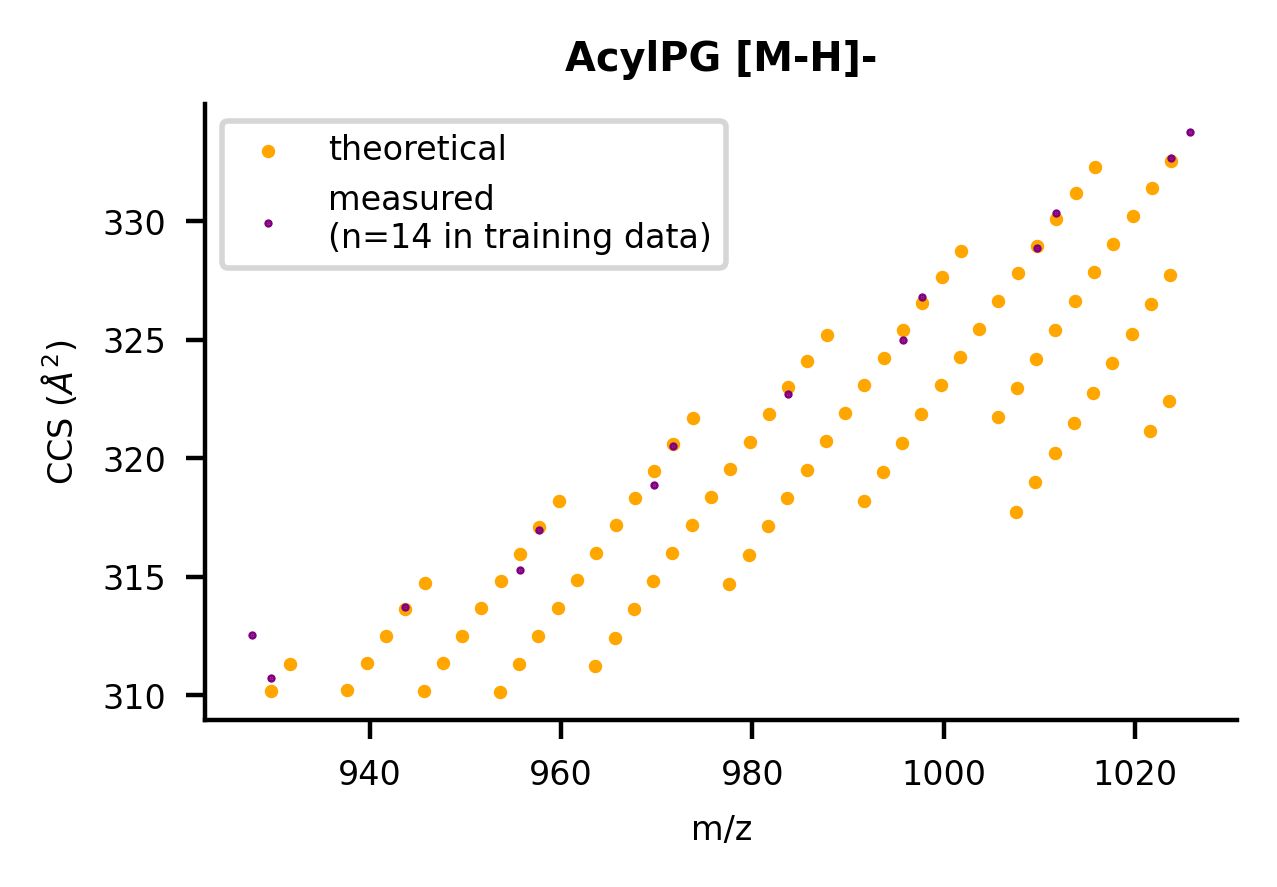 AcylPG [M-H]-
theoretical
measured
(n=14 in training data)
CCS (Å²)
330
325
320
315
310
940 960 980 1000 1020
m/z